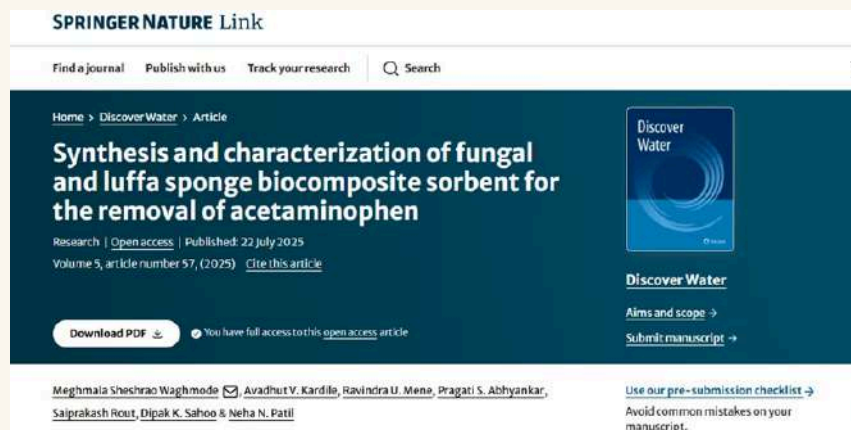 SPRINGER NATURE Link
Find a journal Publish with us Track your research Search
Home > Discover Water > Article
Synthesis and characterization of fungal
and luffa sponge biocomposite sorbent for
the removal of acetaminophen
Research | Open access | Published: 22 July 2025
Volume 5, article number 57, (2025) Cite this article
Download PDF
You have full access to this open access article
Discover
Water
Discover Water
Aims and scope →
Submit manuscript →
Meghmala Sheshrao Waghmode, Avadhut V. Kardile, Ravindra U. Mene, Pragati S. Abhyankar,
Saiprakash Rout, Dipak K. Sahoo & Neha N. Patil
Use our pre-submission checklist →
Avoid common mistakes on your
manuscript.